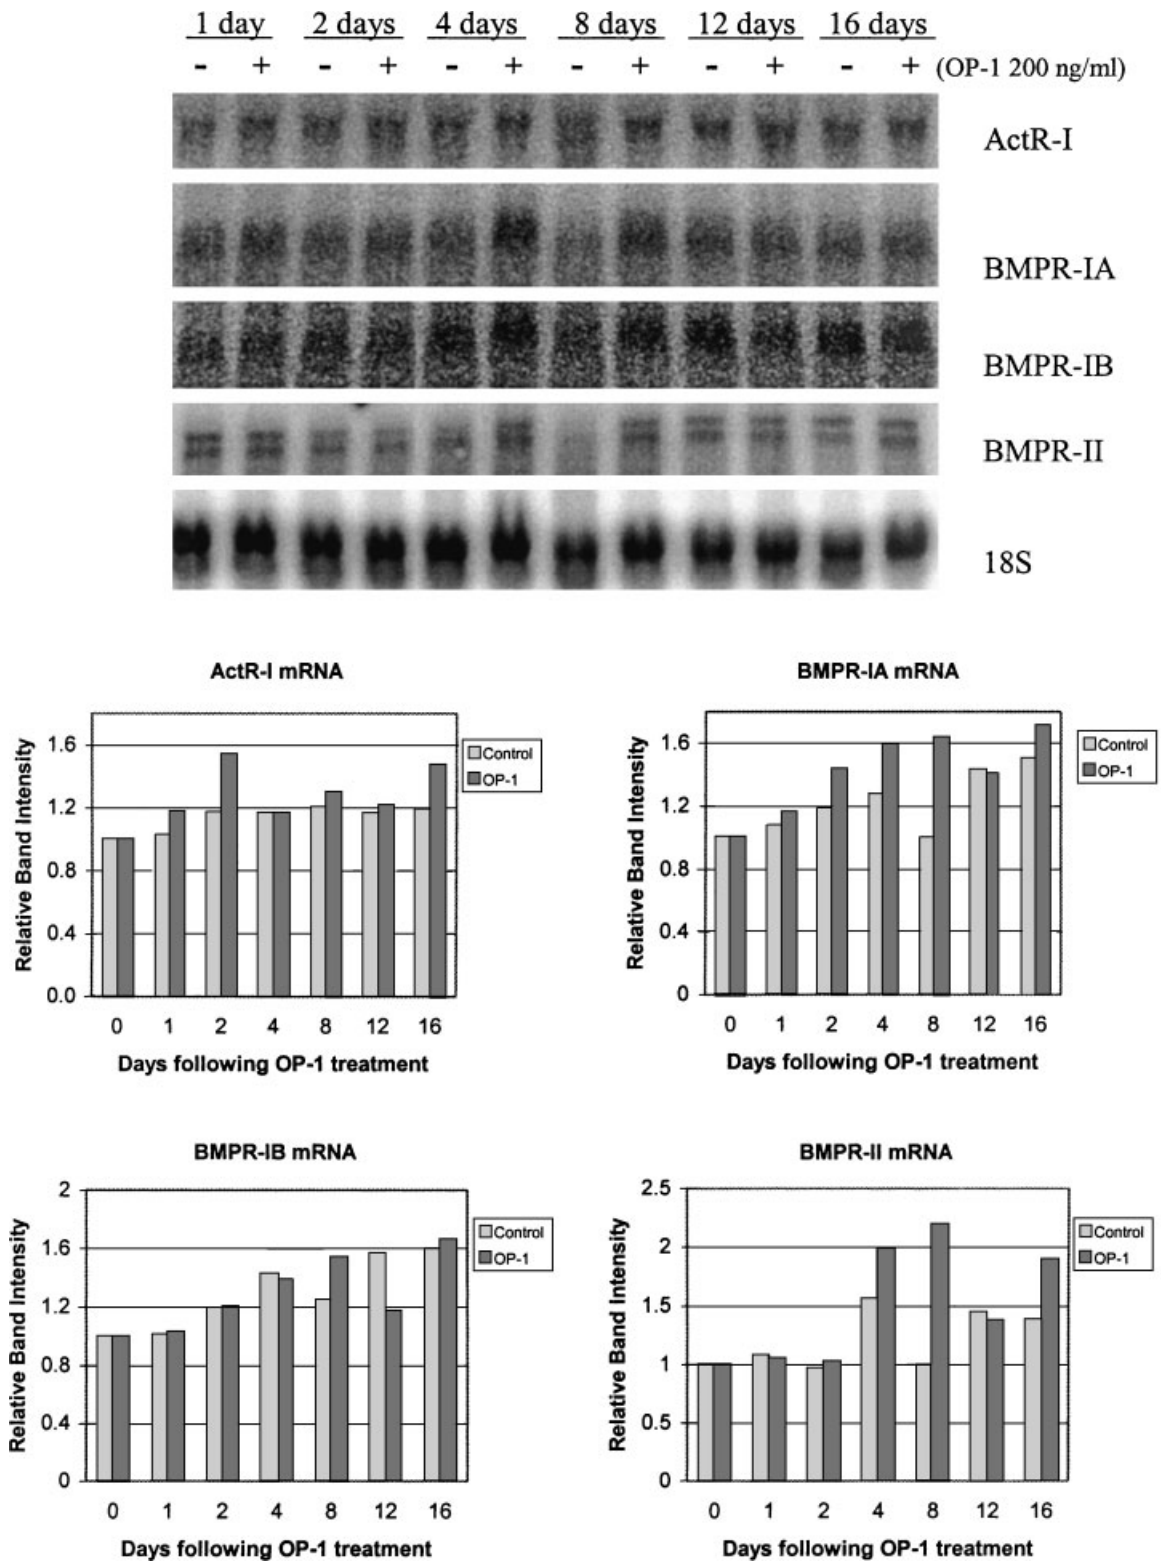 1 day 2 days 4 days 8 days 12 days 16 days
- + - + - + - + - + - + (OP-1 200 ng/ml)
ActR-I
BMPR-IA
BMPR-IB
BMPR-II
18S
ActR-I mRNA
Relative Band Intensity
1.6
1.2
0.8
0.4
0.0
0 1 2 4 8 12 16
Days following OP-1 treatment
Control
OP-1
BMPR-IA mRNA
Relative Band Intensity
1.6
1.2
0.8
0.4
0
0 1 2 4 8 12 16
Days following OP-1 treatment
Control
OP-1
BMPR-IB mRNA
Relative Band Intensity
2
1.6
1.2
0.8
0.4
0
0 1 2 4 8 12 16
Days following OP-1 treatment
Control
OP-1
BMPR-II mRNA
Relative Band Intensity
2.5
2
1.5
1
0.5
0
0 1 2 4 8 12 16
Days following OP-1 treatment
Control
OP-1